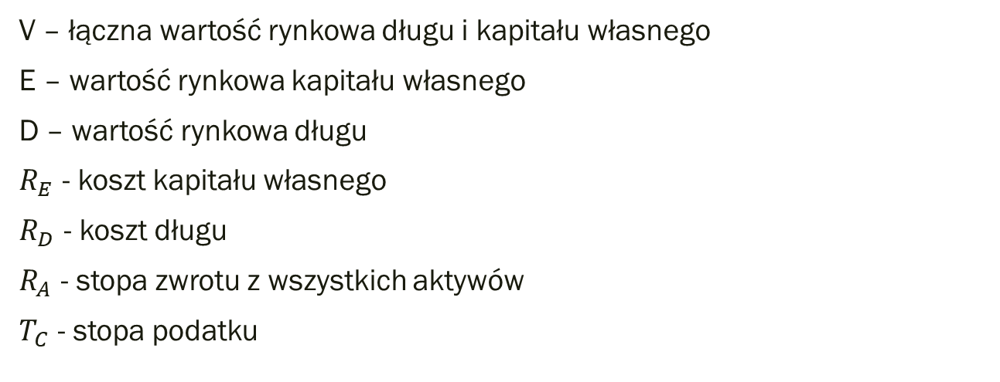 V – łączna wartość rynkowa długu i kapitału własnego
E – wartość rynkowa kapitału własnego
D – wartość rynkowa długu
R_E - koszt kapitału własnego
R_D - koszt długu
R_A - stopa zwrotu z wszystkich aktywów
T_C - stopa podatku